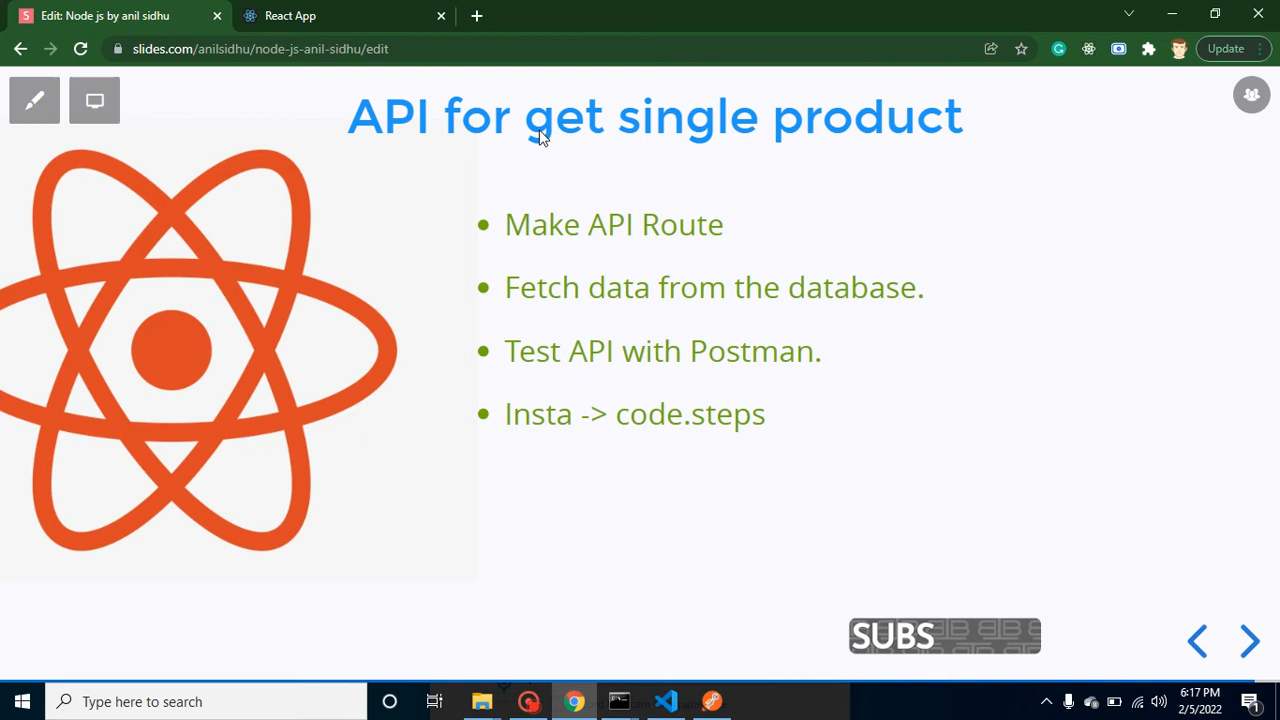 Edit: Node js by anil sidhu
React App
slides.com/anilsidhu/node-js-anil-sidhu/edit
Update
API for get single product
Make API Route
Fetch data from the database.
Test API with Postman.
Insta -> code.steps
SUBS
Type here to search
6:17 PM
2/5/2022